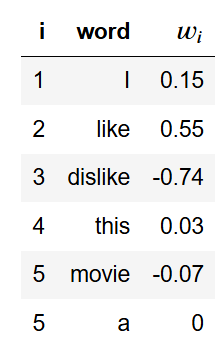 i word wᵢ
1 I 0.15
2 like 0.55
3 dislike -0.74
4 this 0.03
5 movie -0.07
5 a 0